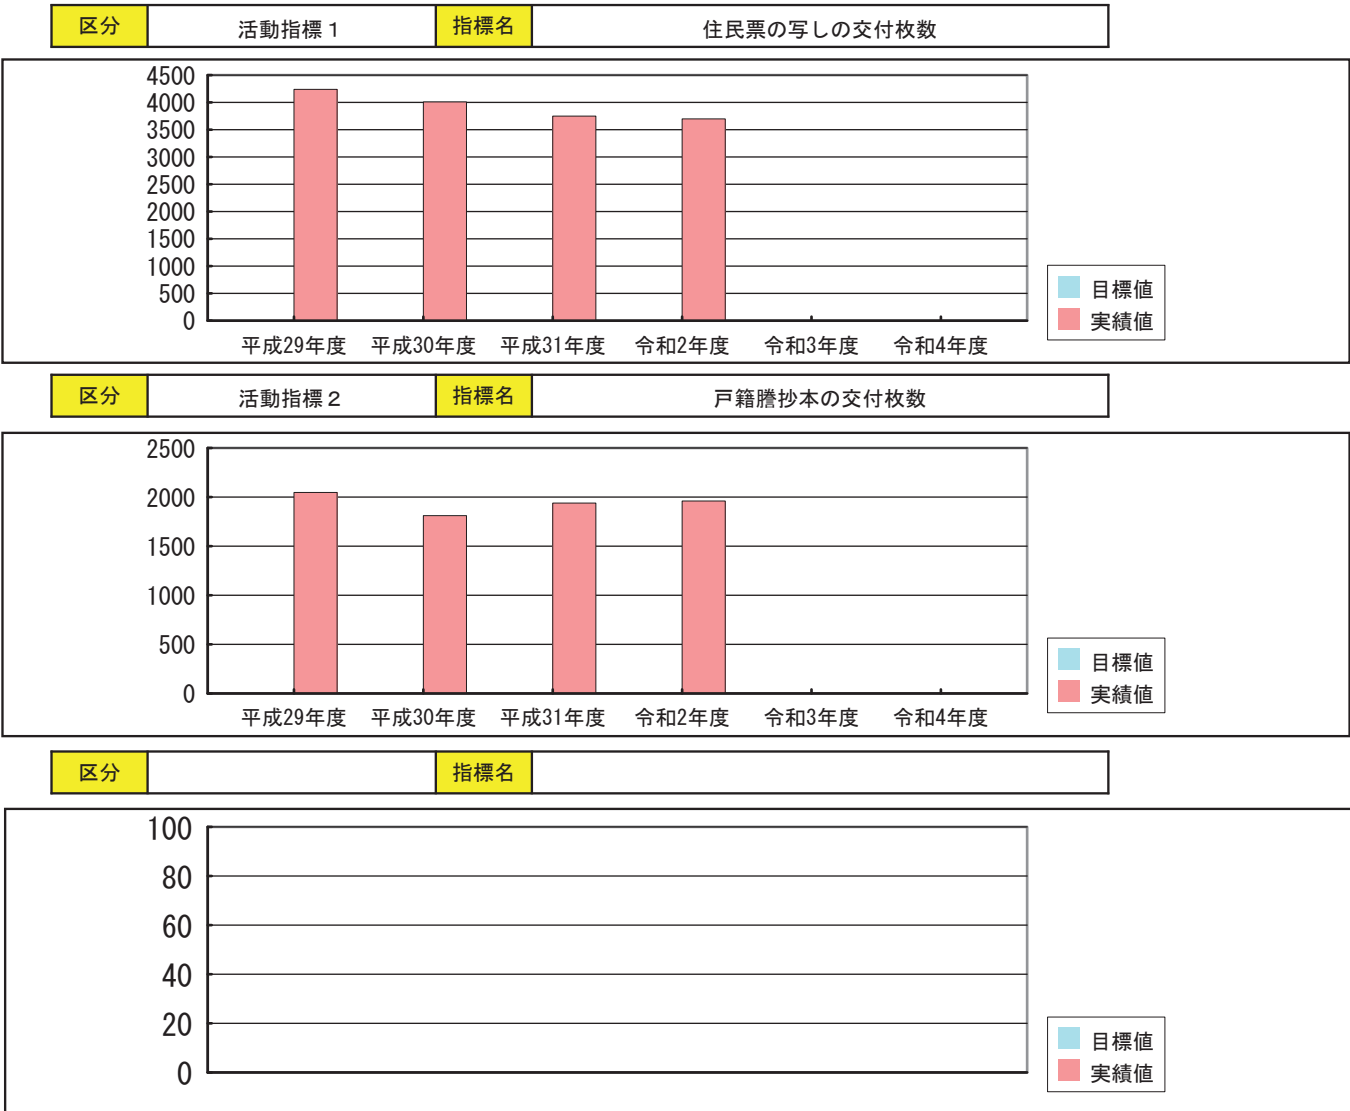 区分 活動指標１ 指標名 住民票の写しの交付枚数
4500
4000
3500
3000
2500
2000
1500
1000
500
0
平成29年度 平成30年度 平成31年度 令和2年度 令和3年度 令和4年度
目標値
実績値
区分 活動指標２ 指標名 戸籍謄抄本の交付枚数
2500
2000
1500
1000
500
0
平成29年度 平成30年度 平成31年度 令和2年度 令和3年度 令和4年度
目標値
実績値
区分 指標名
100
80
60
40
20
0
目標値
実績値